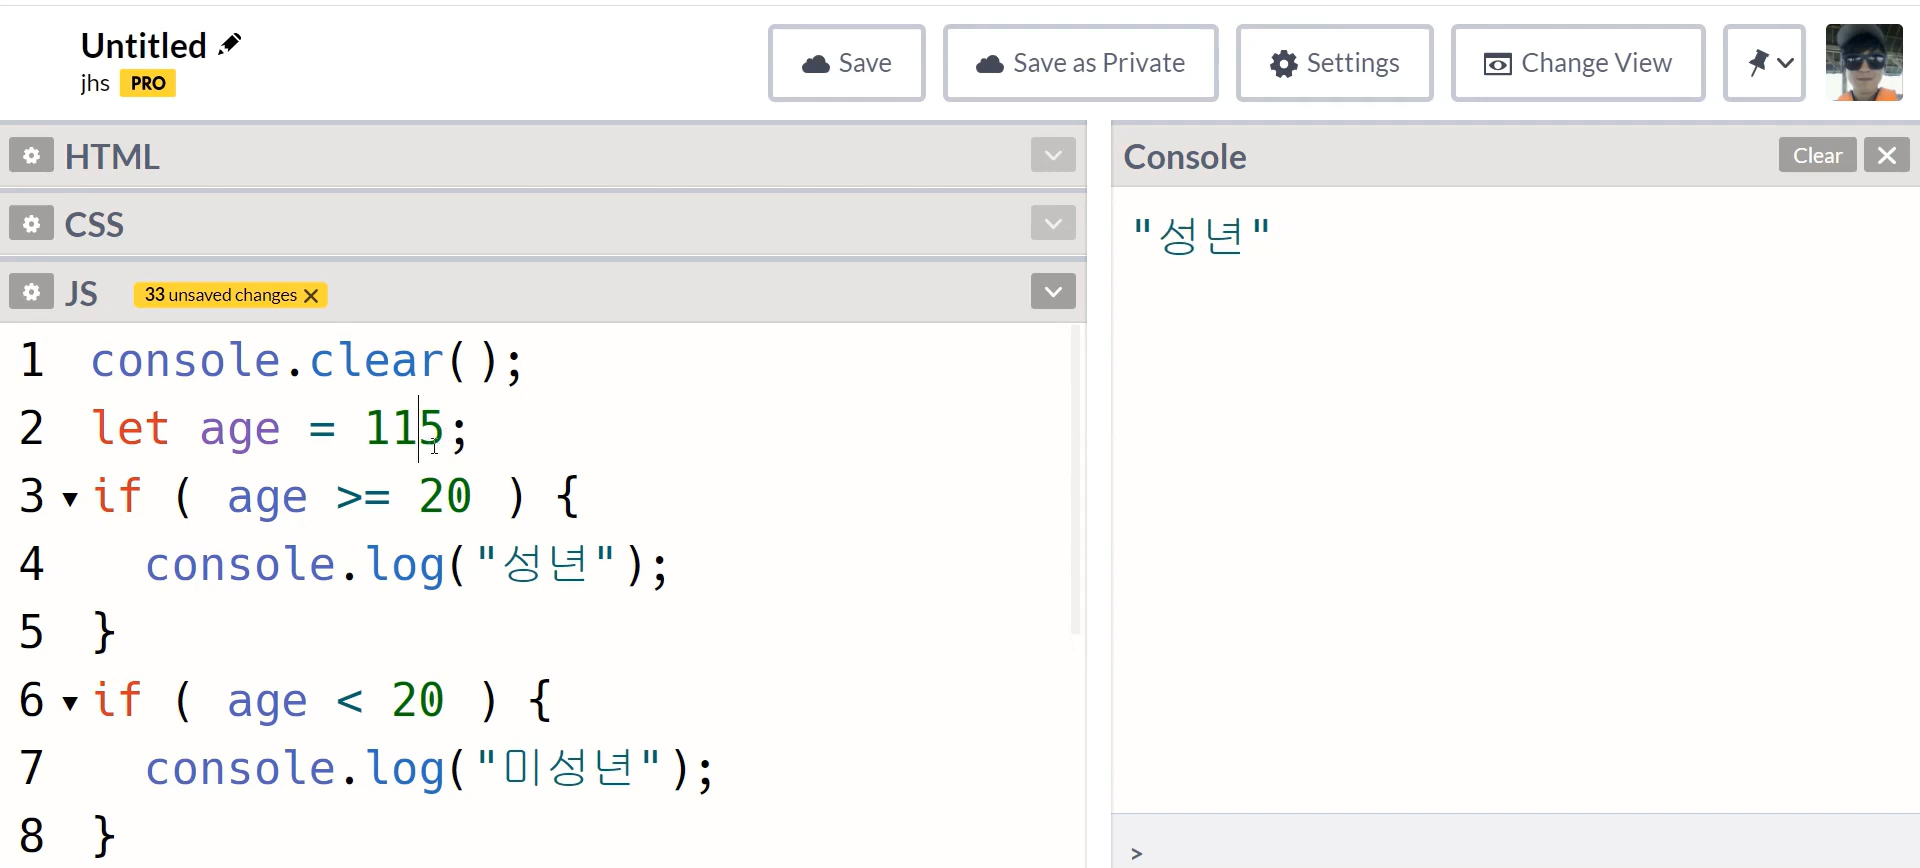 Untitled
jhs PRO
Save
Save as Private
Settings
Change View
HTML
CSS
JS 33 unsaved changes
1 console.clear();
2 let age = 115;
3 if ( age >= 20 ) {
4 console.log("성년");
5 }
6 if ( age < 20 ) {
7 console.log("미성년");
8 }
Console
Clear
"성년"
>